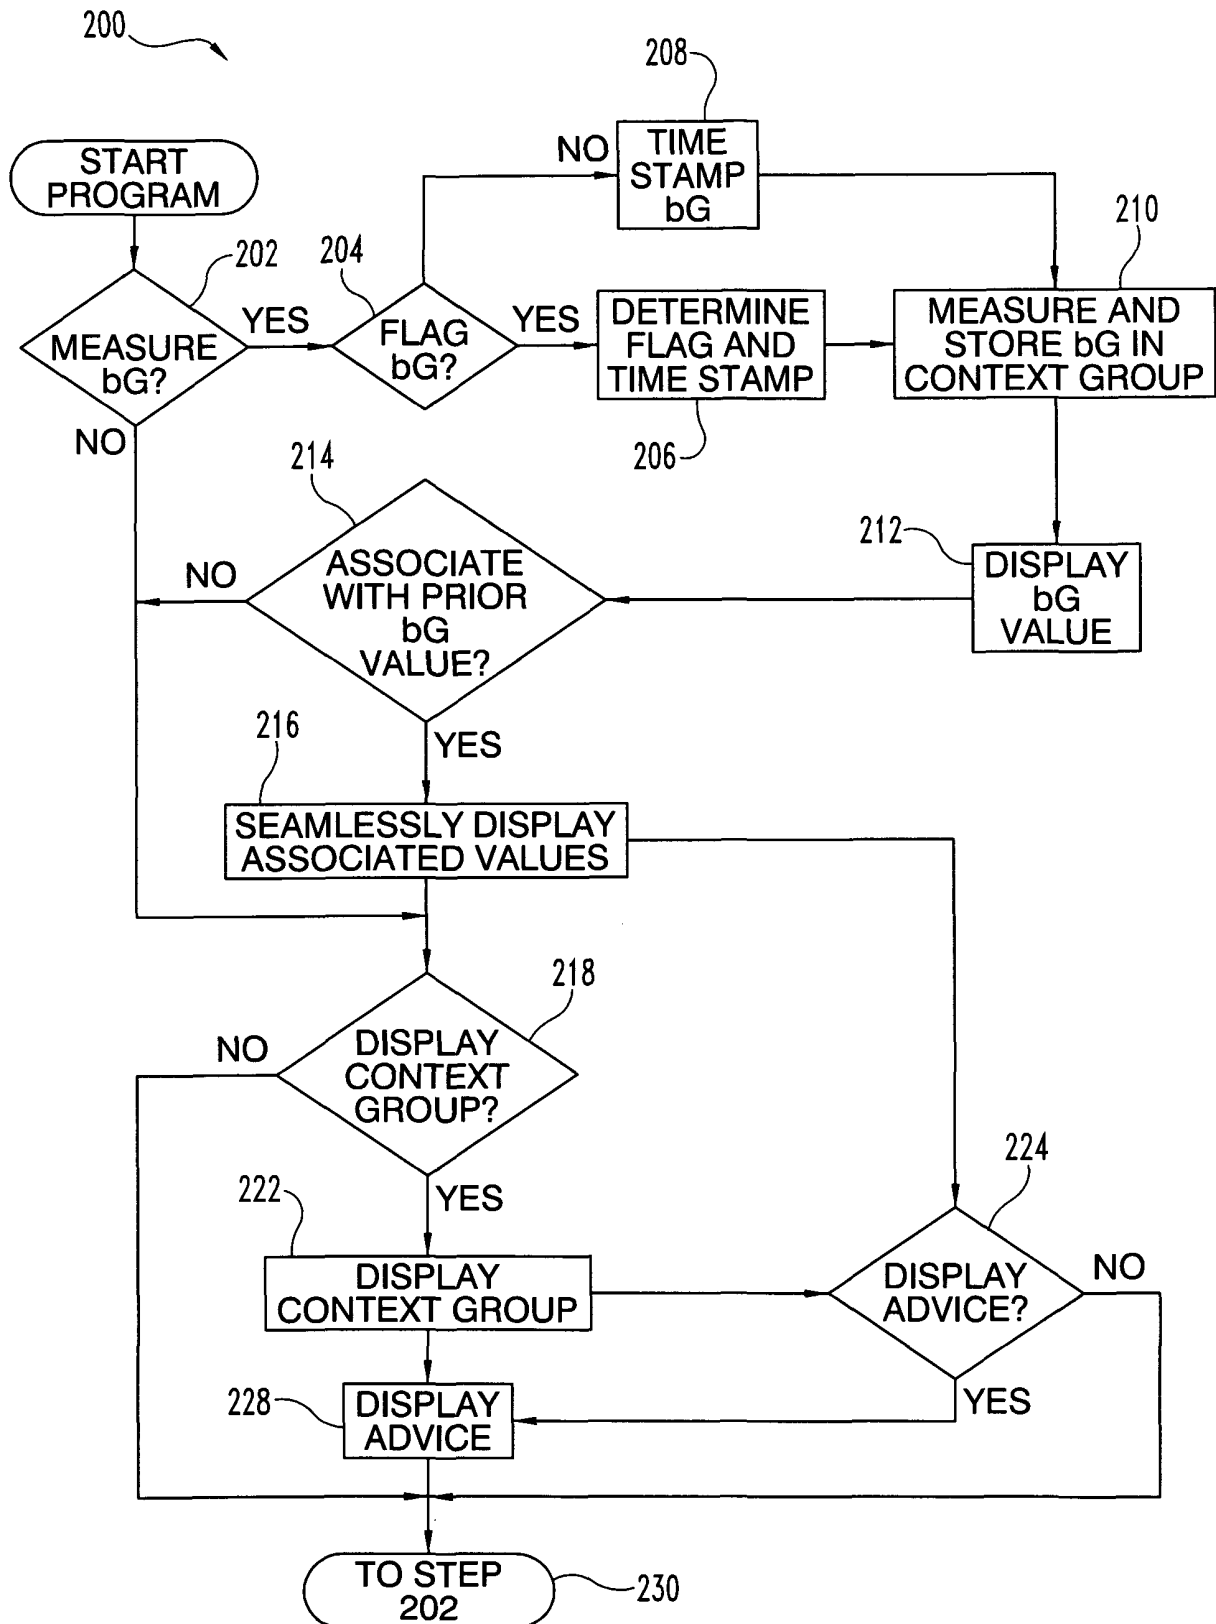 200
208
START
PROGRAM
NO
TIME
STAMP
bG
202
204
210
MEASURE
bG?
YES
FLAG
bG?
YES
DETERMINE
FLAG AND
TIME STAMP
MEASURE AND
STORE bG IN
CONTEXT GROUP
NO
206
214
212
DISPLAY
bG
VALUE
NO
ASSOCIATE
WITH PRIOR
bG
VALUE?
216
YES
SEAMLESSLY DISPLAY
ASSOCIATED VALUES
218
NO
DISPLAY
CONTEXT
GROUP?
224
222
YES
DISPLAY
CONTEXT GROUP
DISPLAY
ADVICE?
NO
228
DISPLAY
ADVICE
YES
TO STEP
202
230